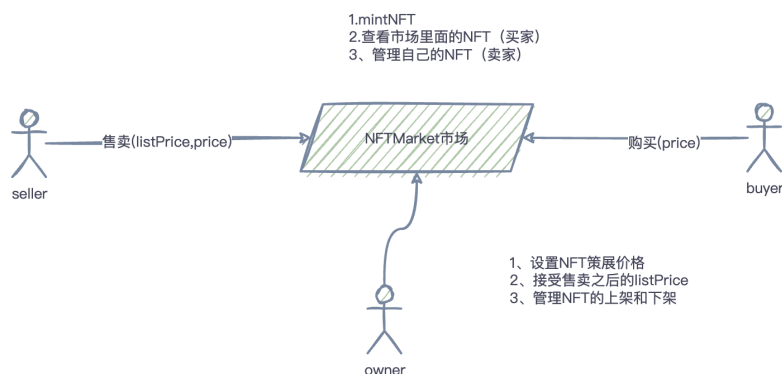 1.mintNFT
2.查看市场里面的NFT（买家）
3、管理自己的NFT（卖家）
售卖(listPrice,price)
NFTMarket市场
购买(price)
seller
buyer
1、设置NFT策展价格
2、接受售卖之后的listPrice
3、管理NFT的上架和下架
owner